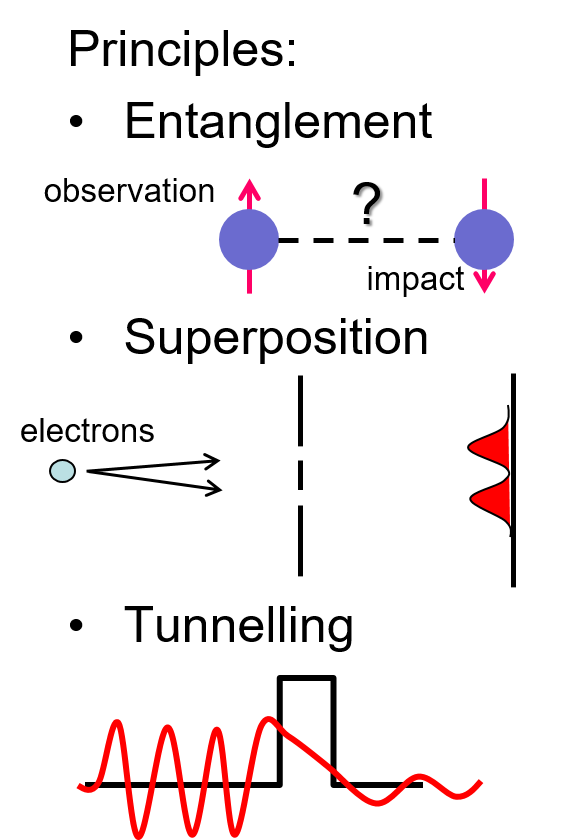 Principles:
• Entanglement
observation
?
impact
• Superposition
electrons
• Tunnelling